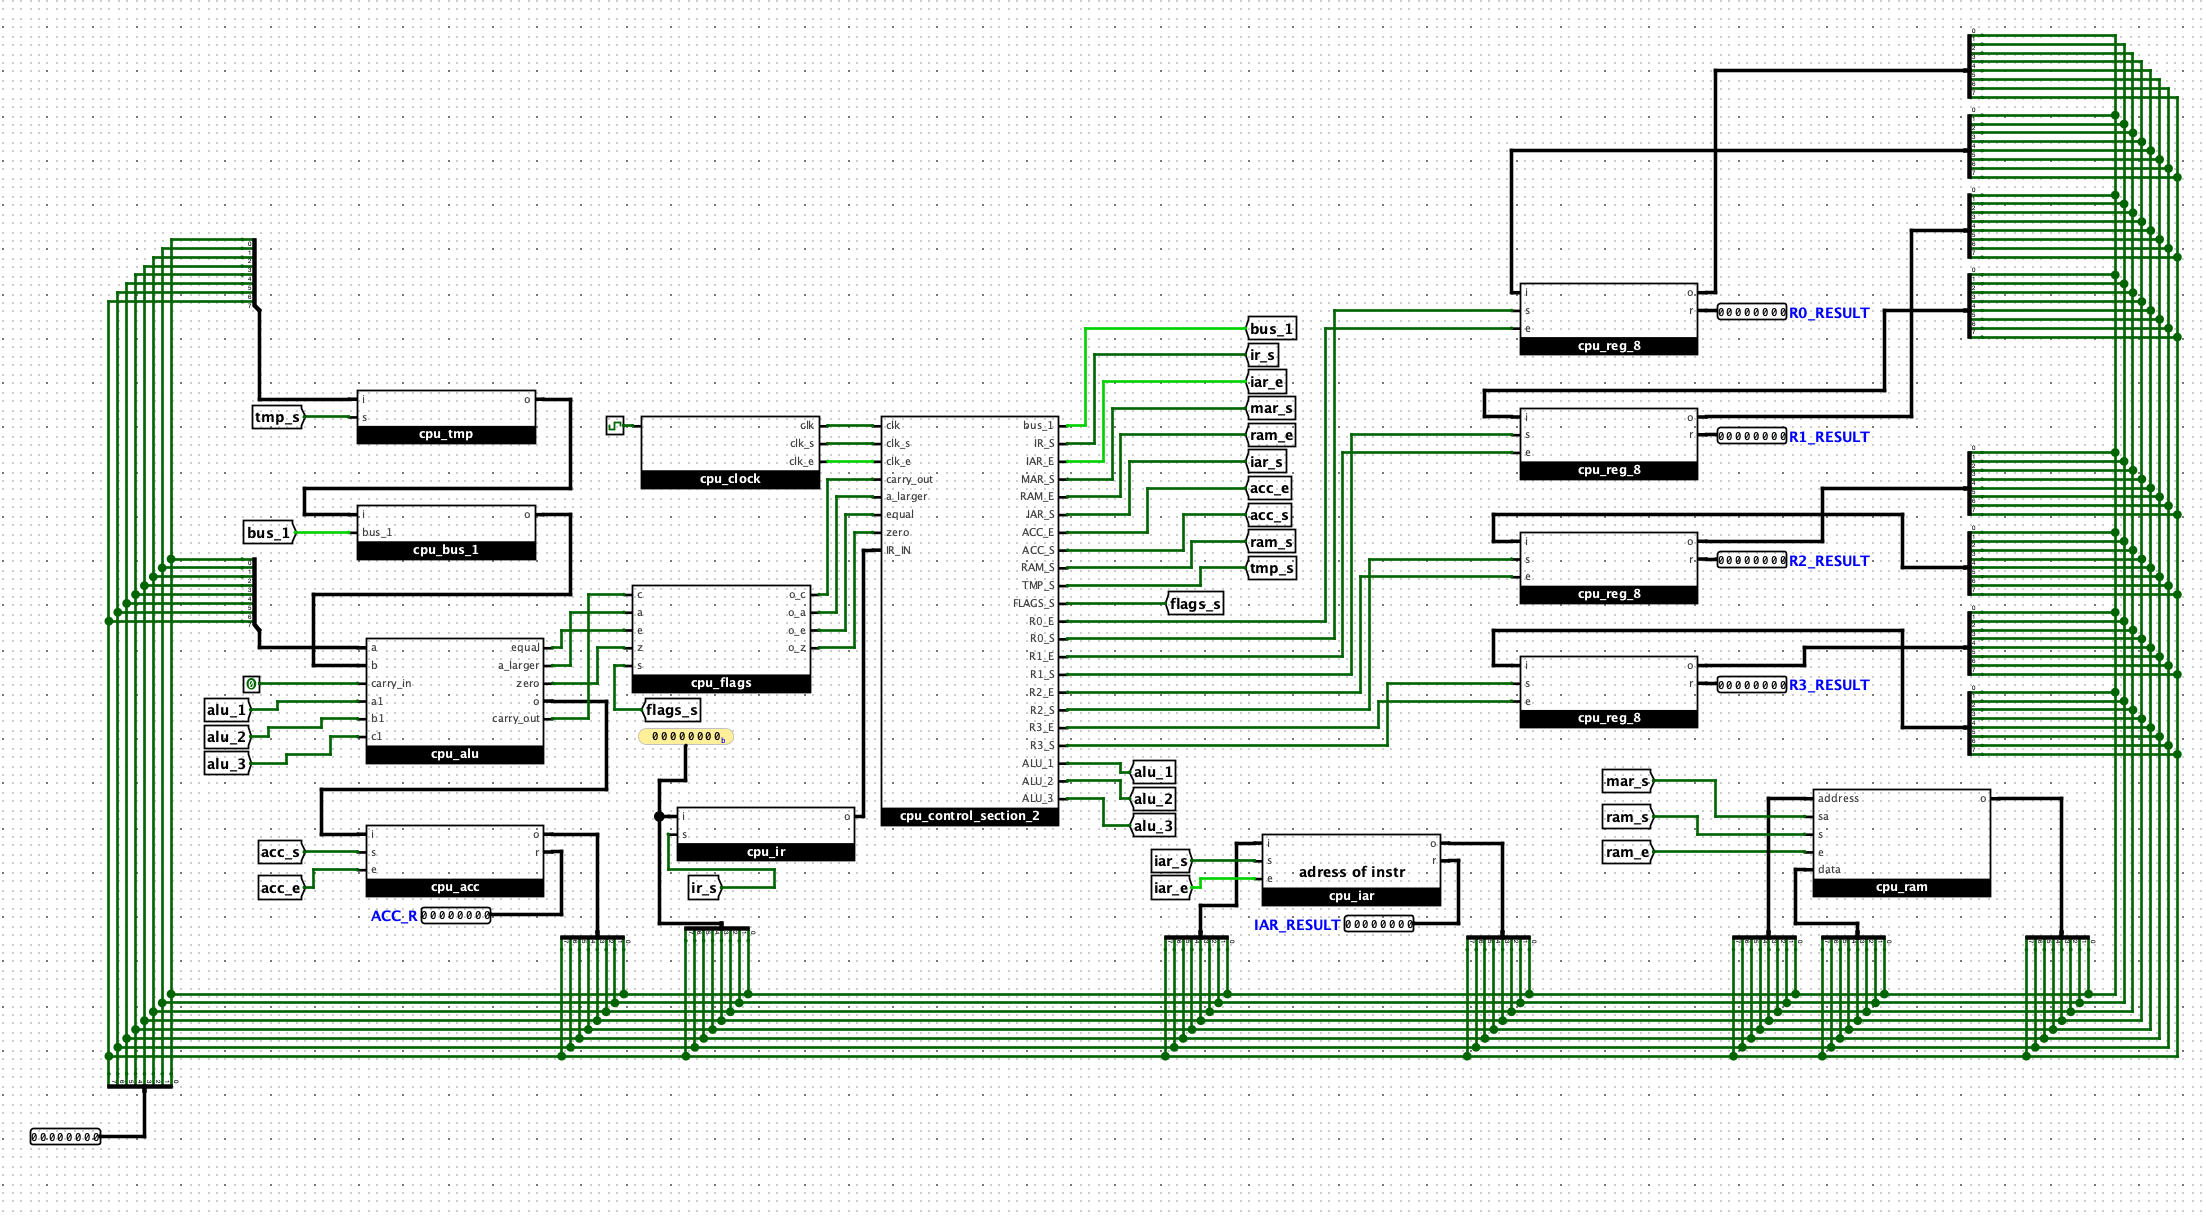 i o
s
tmp_s
cpu_tmp
i o
bus_1
bus_1
cpu_bus_1
a equal
b a_larger
carry_in zero
a1 o
b1 carry_out
c1
cpu_alu
0
alu_1
alu_2
alu_3
i o
s r
e
cpu_acc
acc_s
acc_e
ACC_R 00000000
00000000
clk
clk_s
clk_e
cpu_clock
c o_c
a o_a
e o_e
z o_z
s
cpu_flags
flags_s
00000000b
i o
s
cpu_ir
ir_s
clk bus_1
clk_s IR_S
clk_e IAR_E
carry_out MAR_S
a_larger RAM_E
equal IAR_S
zero ACC_E
IR_IN ACC_S
RAM_S
TMP_S
FLAGS_S
R0_E
R0_S
R1_E
R1_S
R2_E
R2_S
R3_E
R3_S
ALU_1
ALU_2
ALU_3
cpu_control_section_2
bus_1
ir_s
iar_e
mar_s
ram_e
iar_s
acc_e
acc_s
ram_s
tmp_s
flags_s
alu_1
alu_2
alu_3
i o
s r
e
adress of instr
cpu_iar
iar_s
iar_e
IAR_RESULT 00000000
i o
s r
e
cpu_reg_8
00000000 R0_RESULT
i o
s r
e
cpu_reg_8
00000000 R1_RESULT
i o
s r
e
cpu_reg_8
00000000 R2_RESULT
i o
s r
e
cpu_reg_8
00000000 R3_RESULT
mar_s
ram_s
ram_e
address o
sa
s
e
data
cpu_ram